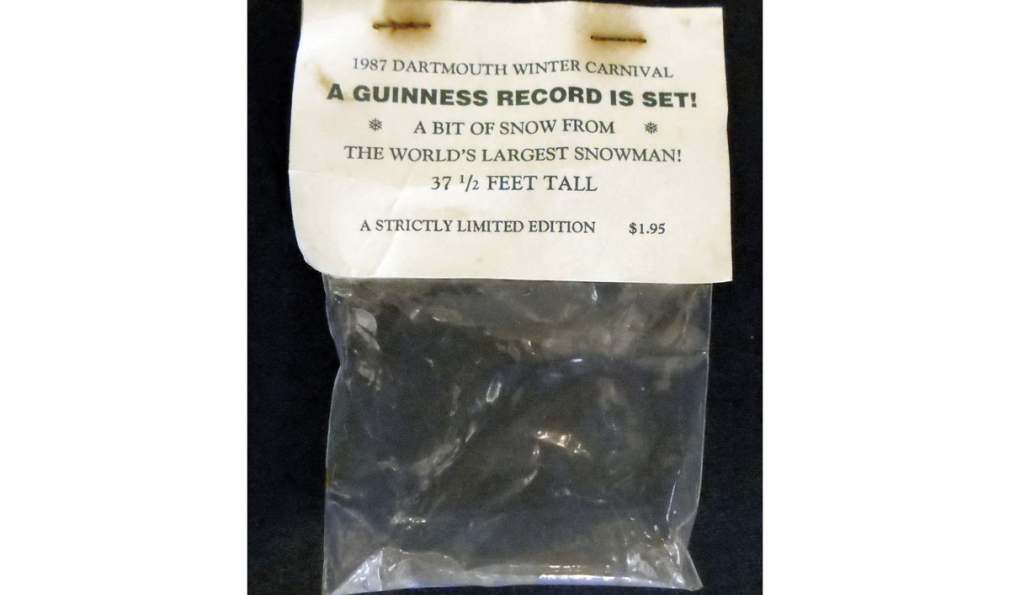 1987 DARTMOUTH WINTER CARNIVAL
A GUINNESS RECORD IS SET!
❄ A BIT OF SNOW FROM ❄
THE WORLD'S LARGEST SNOWMAN!
37 1/2 FEET TALL
A STRICTLY LIMITED EDITION $1.95